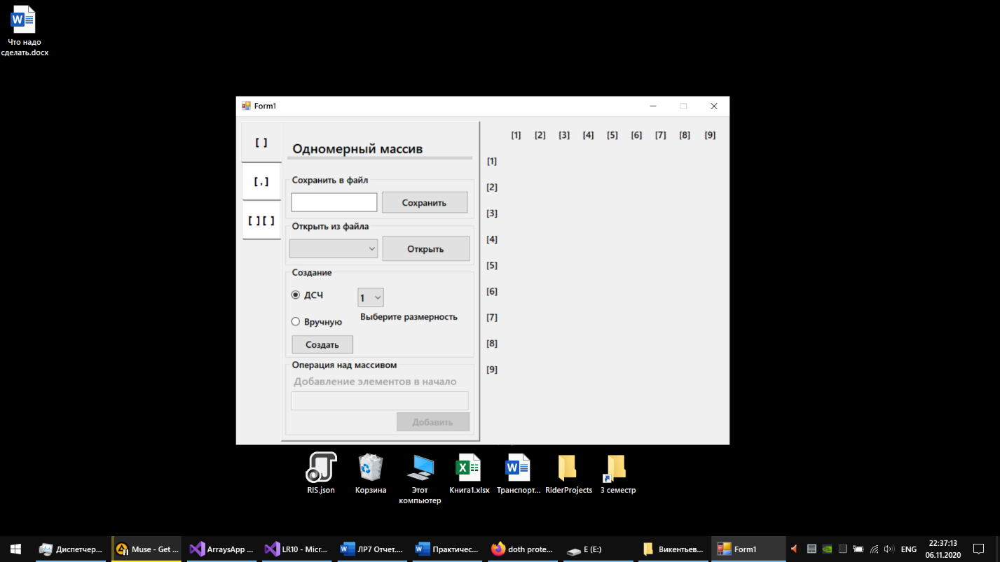 Что надо
сделать.docx
Form1
[1] [2] [3] [4] [5] [6] [7] [8] [9]
[ ]
[ , ]
[ ] [ ]
Одномерный массив
Сохранить в файл
Сохранить
Открыть из файла
Открыть
Создание
ДСЧ
1
Выберите размерность
Вручную
Создать
Операция над массивом
Добавление элементов в начало
Добавить
[1]
[2]
[3]
[4]
[5]
[6]
[7]
[8]
[9]
RIS.json
Корзина
Этот
компьютер
Книга1.xlsx
Транспорт...
RiderProjects
3 семестр
Диспетчер...
Muse - Get ...
ArraysApp ...
LR10 - Micr...
ЛР7 Отчет....
Практичес...
doth prote...
E (E:)
Викентьев...
Form1
ENG
22:37:13
06.11.2020